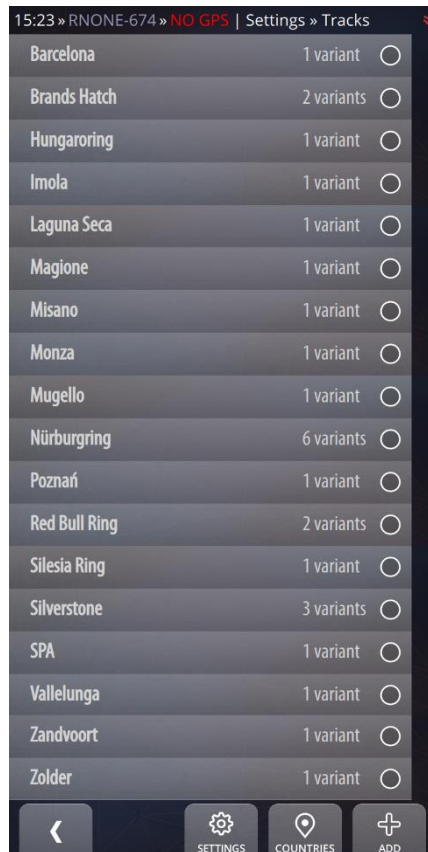 15:23 » RNONE-674 » NO GPS | Settings » Tracks
Barcelona 1 variant
Brands Hatch 2 variants
Hungaroring 1 variant
Imola 1 variant
Laguna Seca 1 variant
Magione 1 variant
Misano 1 variant
Monza 1 variant
Mugello 1 variant
Nürburgring 6 variants
Poznań 1 variant
Red Bull Ring 2 variants
Silesia Ring 1 variant
Silverstone 3 variants
SPA 1 variant
Vallelunga 1 variant
Zandvoort 1 variant
Zolder 1 variant
SETTINGS COUNTRIES ADD